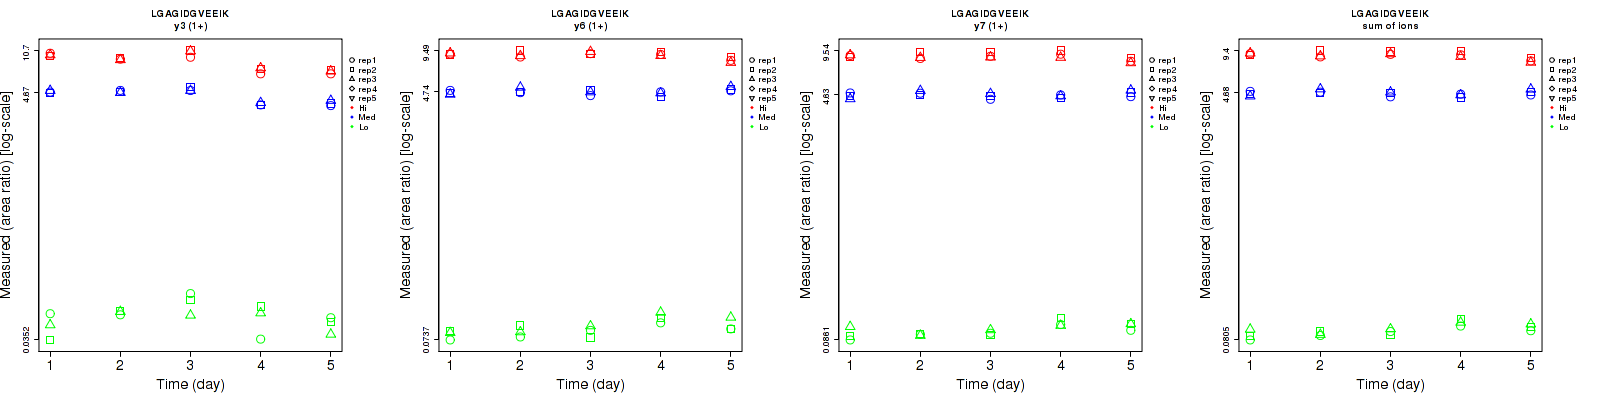 LGAGIDGVEEIK
y3 (1+)
10.7
4.67
0.0352
Measured (area ratio) [log-scale]
1 2 3 4 5
Time (day)
rep1
rep2
rep3
rep4
rep5
Hi
Med
Lo
LGAGIDGVEEIK
y6 (1+)
9.49
4.74
0.0737
Measured (area ratio) [log-scale]
1 2 3 4 5
Time (day)
rep1
rep2
rep3
rep4
rep5
Hi
Med
Lo
LGAGIDGVEEIK
y7 (1+)
9.54
4.63
0.0861
Measured (area ratio) [log-scale]
1 2 3 4 5
Time (day)
rep1
rep2
rep3
rep4
rep5
Hi
Med
Lo
LGAGIDGVEEIK
sum of ions
9.4
4.68
0.0805
Measured (area ratio) [log-scale]
1 2 3 4 5
Time (day)
rep1
rep2
rep3
rep4
rep5
Hi
Med
Lo